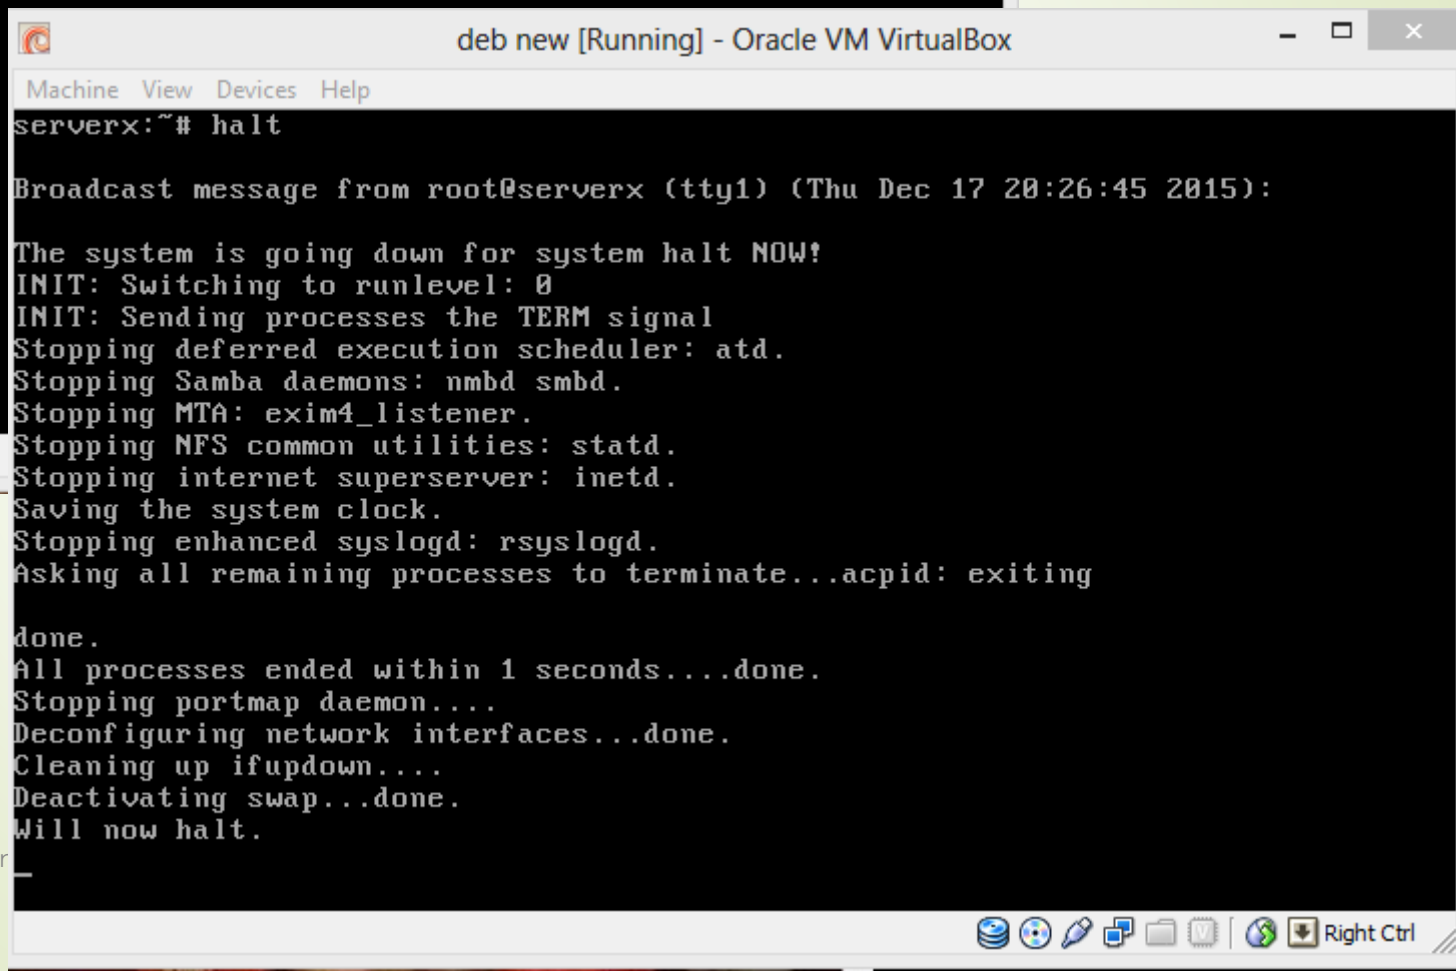 deb new [Running] - Oracle VM VirtualBox
Machine View Devices Help
serverx:~# halt
Broadcast message from root@serverx (tty1) (Thu Dec 17 20:26:45 2015):
The system is going down for system halt NOW!
INIT: Switching to runlevel: 0
INIT: Sending processes the TERM signal
Stopping deferred execution scheduler: atd.
Stopping Samba daemons: nmbd smbd.
Stopping MTA: exim4_listener.
Stopping NFS common utilities: statd.
Stopping internet superserver: inetd.
Saving the system clock.
Stopping enhanced syslogd: rsyslogd.
Asking all remaining processes to terminate...acpid: exiting
done.
All processes ended within 1 seconds....done.
Stopping portmap daemon....
Deconfiguring network interfaces...done.
Cleaning up ifupdown....
Deactivating swap...done.
Will now halt.
_
Right Ctrl